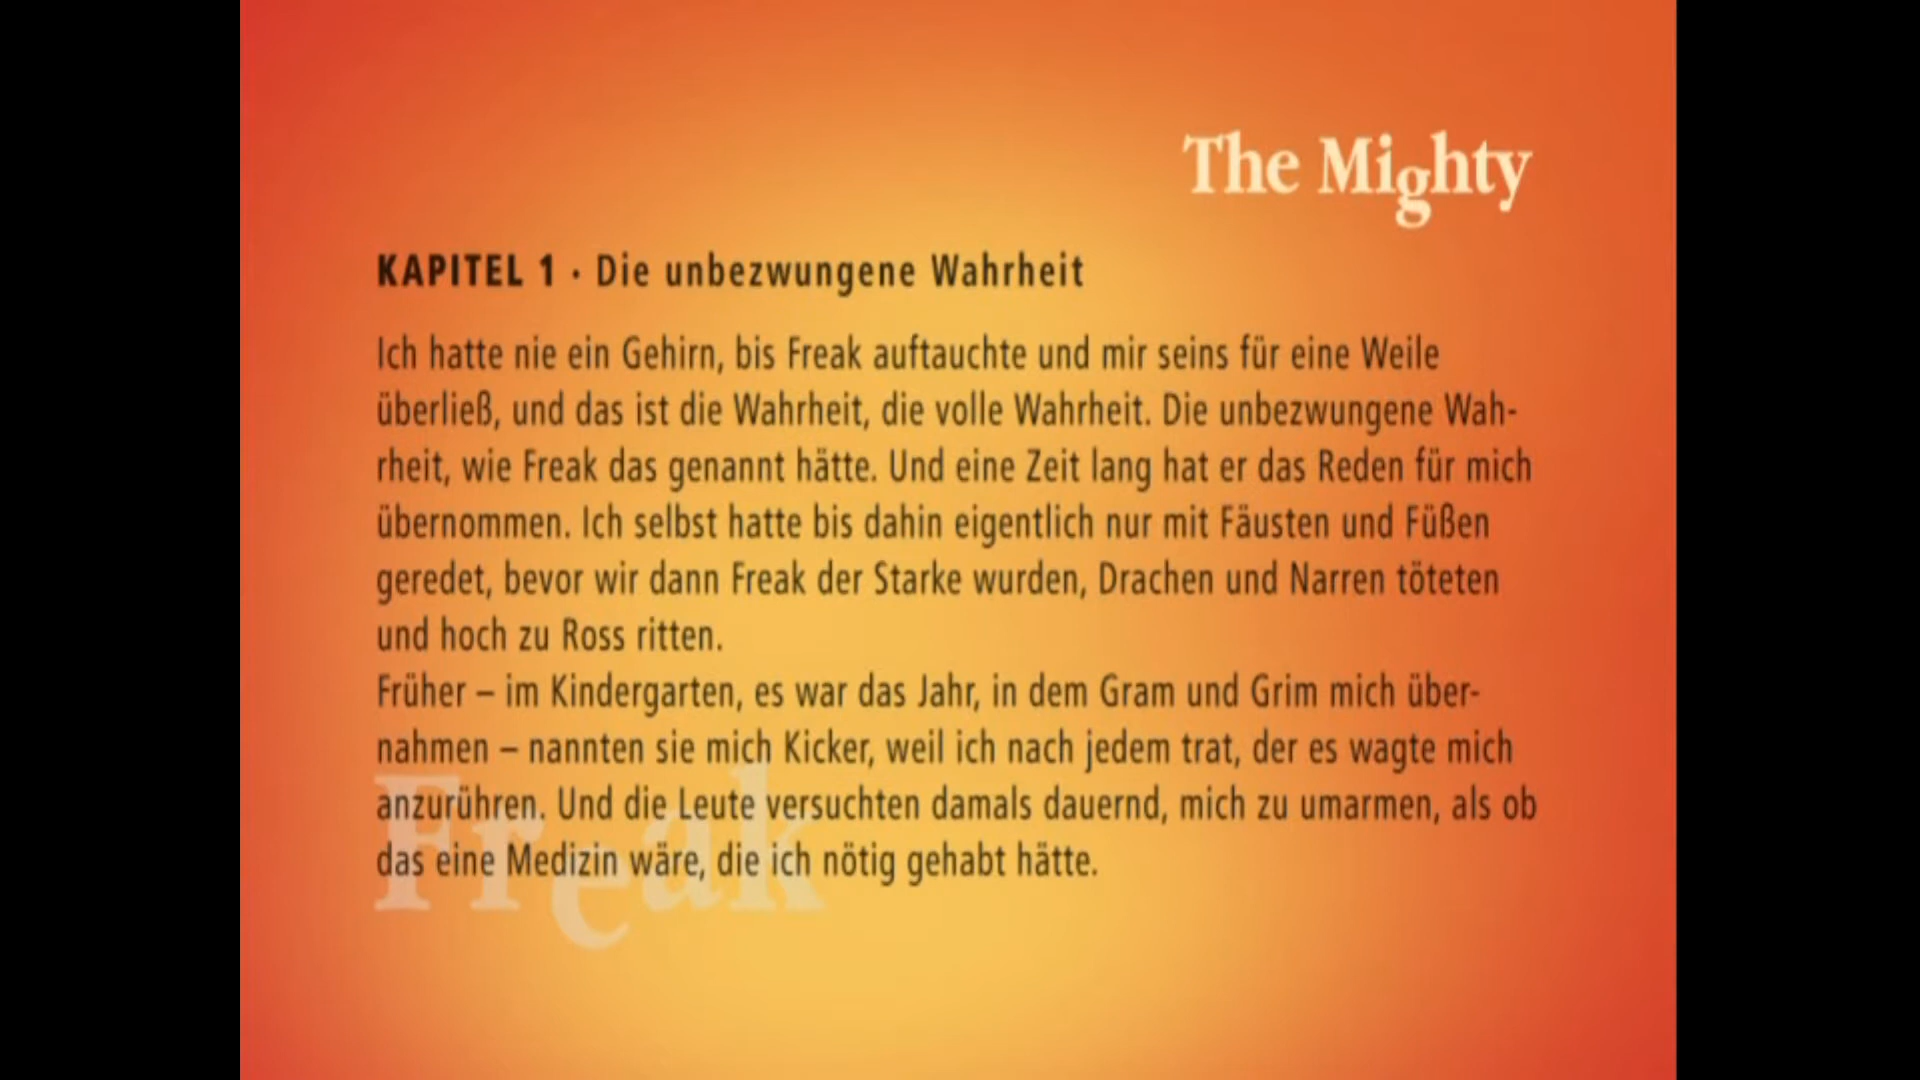 The Mighty
KAPITEL 1 · Die unbezwungene Wahrheit
Ich hatte nie ein Gehirn, bis Freak auftauchte und mir seins für eine Weile
überließ, und das ist die Wahrheit, die volle Wahrheit. Die unbezwungene Wah-
rheit, wie Freak das genannt hätte. Und eine Zeit lang hat er das Reden für mich
übernommen. Ich selbst hatte bis dahin eigentlich nur mit Fäusten und Füßen
geredet, bevor wir dann Freak der Starke wurden, Drachen und Narren töteten
und hoch zu Ross ritten.
Früher – im Kindergarten, es war das Jahr, in dem Gram und Grim mich über-
nahmen – nannten sie mich Kicker, weil ich nach jedem trat, der es wagte mich
anzurühren. Und die Leute versuchten damals dauernd, mich zu umarmen, als ob
das eine Medizin wäre, die ich nötig gehabt hätte.
Freak